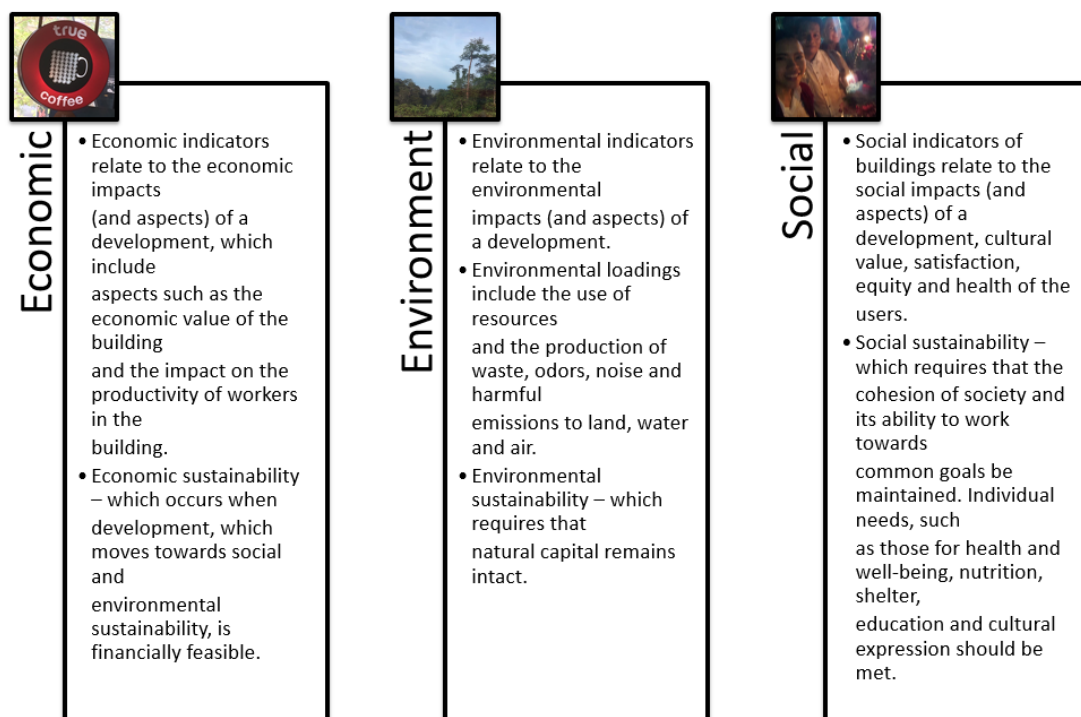 true
coffee
Economic
• Economic indicators
relate to the economic
impacts
(and aspects) of a
development, which
include
aspects such as the
economic value of the
building
and the impact on the
productivity of workers
in the
building.
• Economic sustainability
– which occurs when
development, which
moves towards social
and
environmental
sustainability, is
financially feasible.
Environment
• Environmental indicators
relate to the
environmental
impacts (and aspects) of
a development.
• Environmental loadings
include the use of
resources
and the production of
waste, odors, noise and
harmful
emissions to land, water
and air.
• Environmental
sustainability – which
requires that
natural capital remains
intact.
Social
• Social indicators of
buildings relate to the
social impacts (and
aspects) of a
development, cultural
value, satisfaction,
equity and health of the
users.
• Social sustainability –
which requires that the
cohesion of society and
its ability to work
towards
common goals be
maintained. Individual
needs, such
as those for health and
well-being, nutrition,
shelter,
education and cultural
expression should be
met.